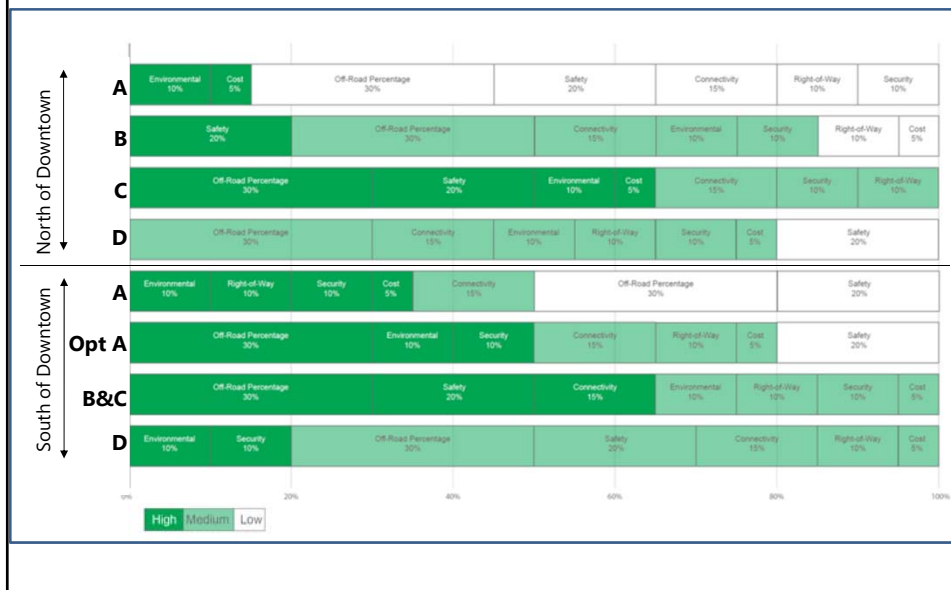 North of Downtown
A
Environmental 10%
Cost 5%
Off-Road Percentage 30%
Safety 20%
Connectivity 15%
Right-of-Way 10%
Security 10%
B
Safety 20%
Off-Road Percentage 30%
Connectivity 15%
Environmental 10%
Security 10%
Right-of-Way 10%
Cost 5%
C
Off-Road Percentage 30%
Safety 20%
Environmental 10%
Cost 5%
Connectivity 15%
Security 10%
Right-of-Way 10%
D
Off-Road Percentage 30%
Connectivity 15%
Environmental 10%
Right-of-Way 10%
Security 10%
Cost 5%
Safety 20%
South of Downtown
A
Environmental 10%
Right-of-Way 10%
Security 10%
Cost 5%
Connectivity 15%
Off-Road Percentage 30%
Safety 20%
Opt A
Off-Road Percentage 30%
Environmental 10%
Security 10%
Connectivity 15%
Right-of-Way 10%
Cost 5%
Safety 20%
B&C
Off-Road Percentage 30%
Safety 20%
Connectivity 15%
Environmental 10%
Right-of-Way 10%
Security 10%
Cost 5%
D
Environmental 10%
Security 10%
Off-Road Percentage 30%
Safety 20%
Connectivity 15%
Right-of-Way 10%
Cost 5%
20%
40%
60%
80%
100%
High Medium Low